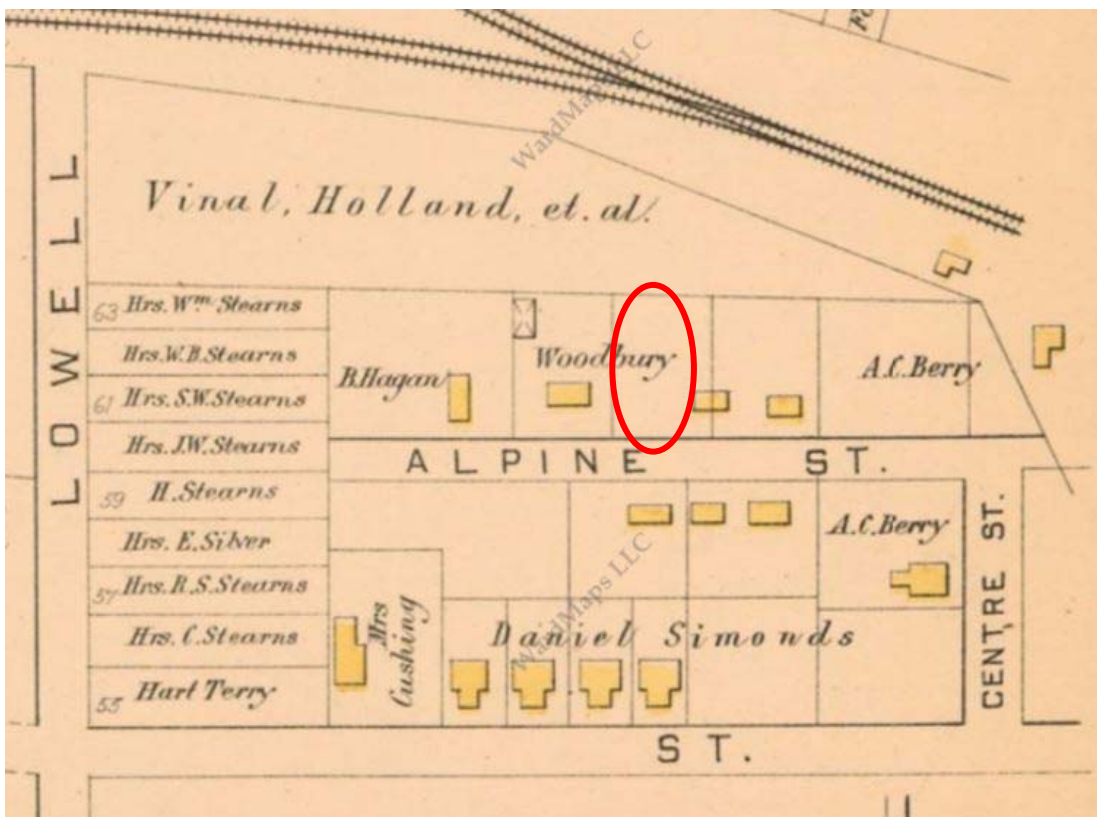 Fo
WardMaps LLC
Vinal, Holland, et. al.
LOWELL
63 Hrs. Wm. Stearns
Hrs. W. B. Stearns
61 Hrs. S. W. Stearns
Hrs. J. W. Stearns
59 H. Stearns
Hrs. E. Silver
57 Hrs. R. S. Stearns
Hrs. C. Stearns
55 Hart Terry
B. Hagan
Woodbury
A. C. Berry
ALPINE ST.
A. C. Berry
CENTRE ST.
Mrs
Cushing
Daniel Simonds
WardMaps LLC
ST.